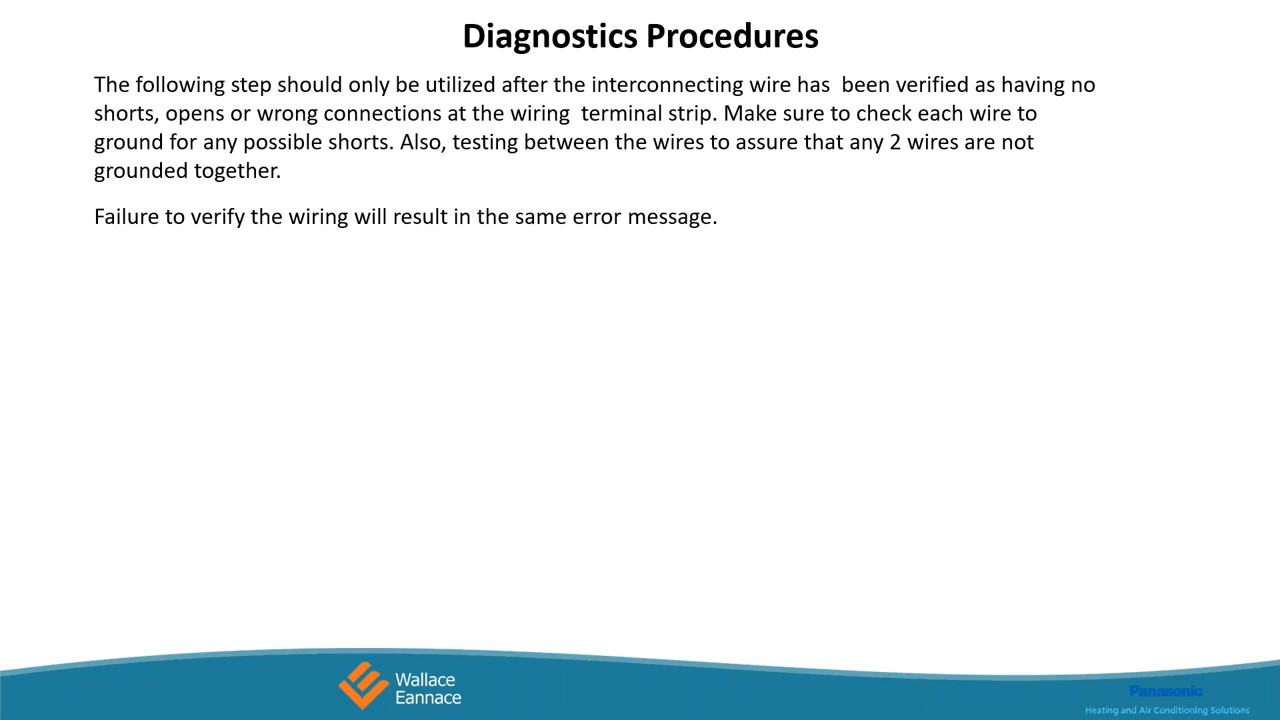 Diagnostics Procedures
The following step should only be utilized after the interconnecting wire has  been verified as having no
shorts, opens or wrong connections at the wiring  terminal strip. Make sure to check each wire to
ground for any possible shorts. Also, testing between the wires to assure that any 2 wires are not
grounded together.
Failure to verify the wiring will result in the same error message.
Wallace
Eannace
Panasonic
Heating and Air Conditioning Solutions